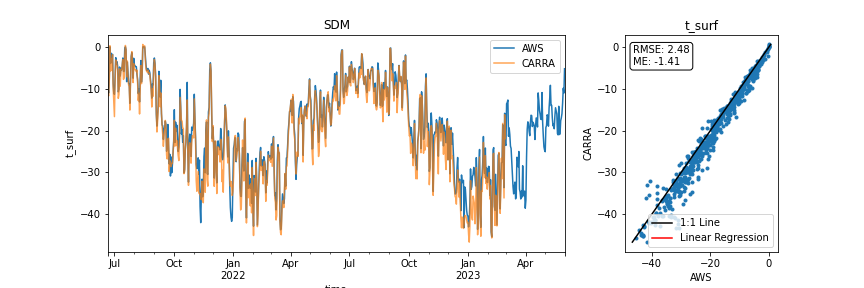 SDM
t_surf
0
−10
−20
−30
−40
t_surf
AWS
CARRA
Jul
Oct
Jan
2022
Apr
Jul
Oct
Jan
2023
Apr
time
RMSE: 2.48
ME: -1.41
0
−10
−20
−30
−40
CARRA
1:1 Line
Linear Regression
−40
−20
0
AWS